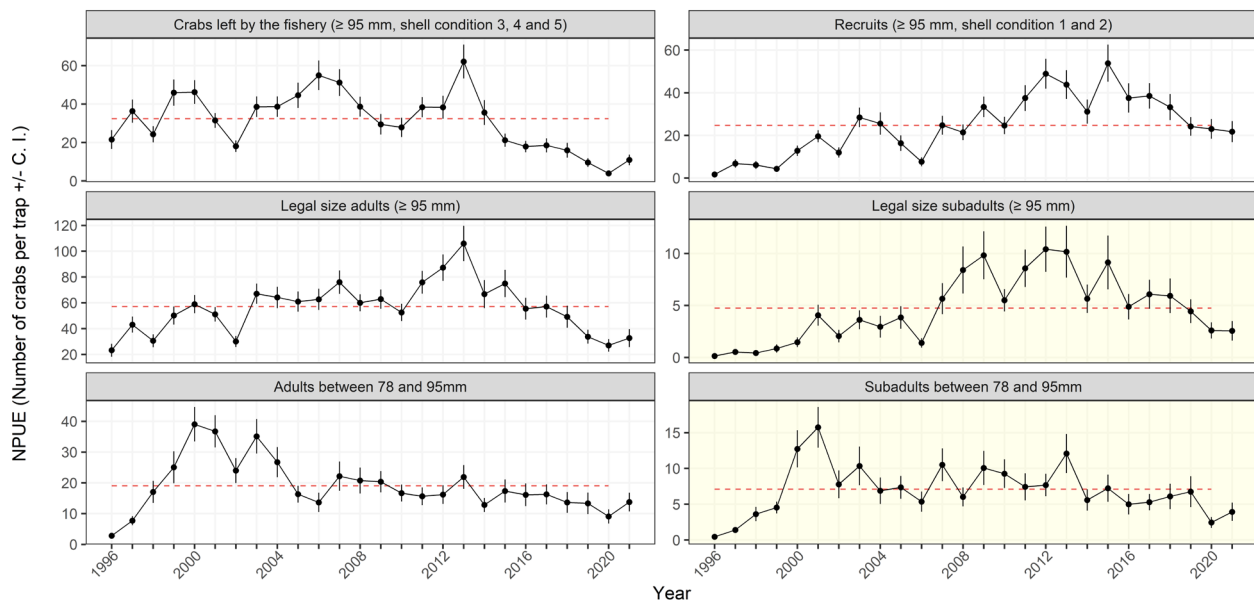 Crabs left by the fishery (≥ 95 mm, shell condition 3, 4 and 5)
60
40
20
0
Recruits (≥ 95 mm, shell condition 1 and 2)
60
40
20
0
Legal size adults (≥ 95 mm)
120
100
80
60
40
20
Legal size subadults (≥ 95 mm)
10
5
0
Adults between 78 and 95mm
40
30
20
10
0
Subadults between 78 and 95mm
15
10
5
0
1996 2000 2004 2008 2012 2016 2020
1996 2000 2004 2008 2012 2016 2020
Year
NPUE (Number of crabs per trap +/- C. I.)